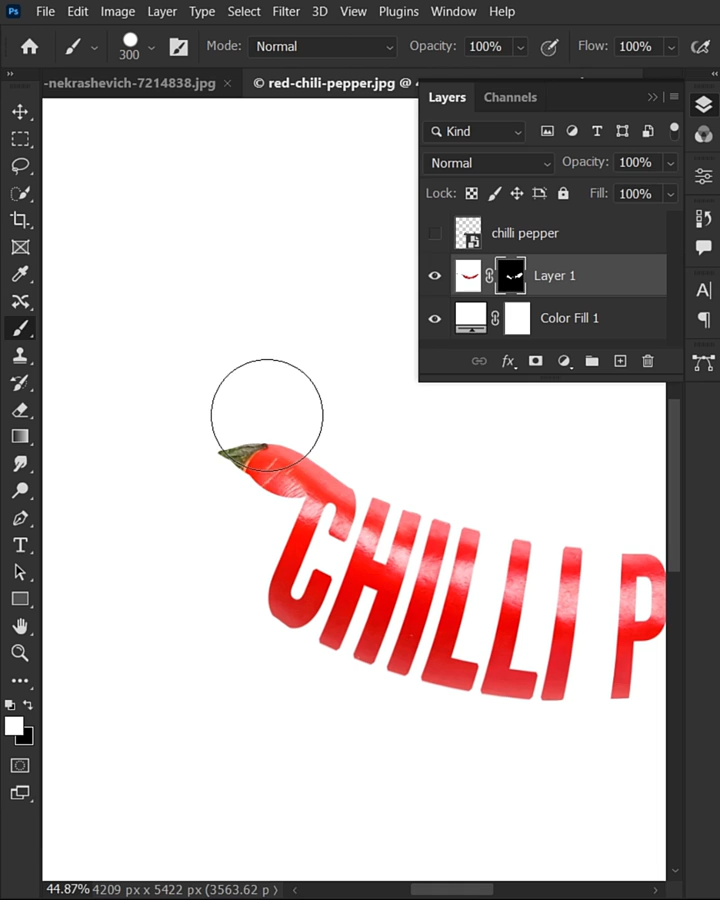 Ps File Edit Image Layer Type Select Filter 3D View Plugins Window Help
300 Mode: Normal Opacity: 100% Flow: 100%
-nekrashevich-7214838.jpg × © red-chili-pepper.jpg @
Layers Channels
Kind
Normal Opacity: 100%
Lock: Fill: 100%
chilli pepper
Layer 1
Color Fill 1
fx
CHILLI P
44.87% 4209 px x 5422 px (3563.62 p